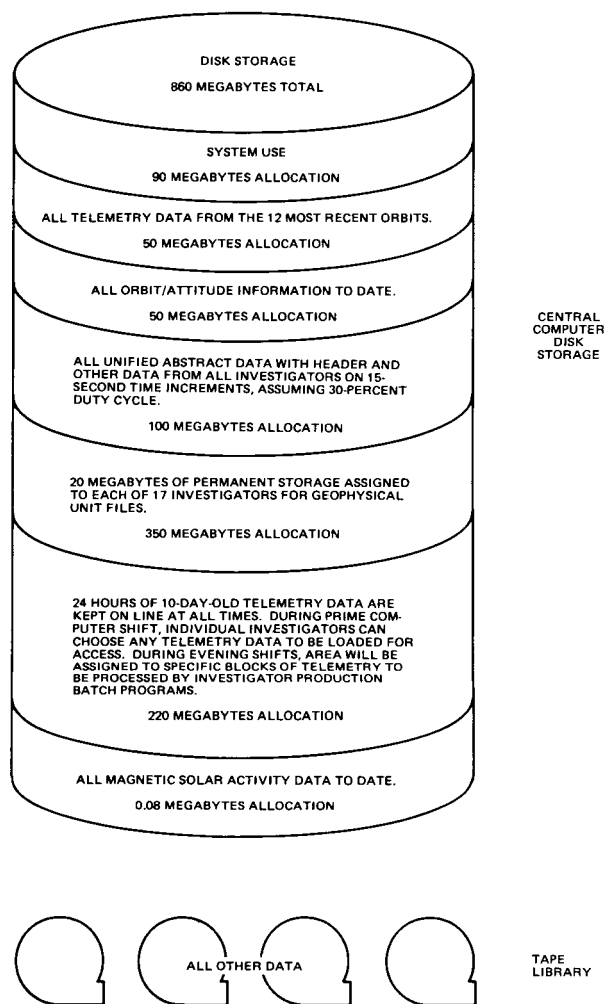 DISK STORAGE
860 MEGABYTES TOTAL
SYSTEM USE
90 MEGABYTES ALLOCATION
ALL TELEMETRY DATA FROM THE 12 MOST RECENT ORBITS.
50 MEGABYTES ALLOCATION
ALL ORBIT/ATTITUDE INFORMATION TO DATE.
50 MEGABYTES ALLOCATION
CENTRAL
COMPUTER
DISK
STORAGE
ALL UNIFIED ABSTRACT DATA WITH HEADER AND
OTHER DATA FROM ALL INVESTIGATORS ON 15-
SECOND TIME INCREMENTS, ASSUMING 30-PERCENT
DUTY CYCLE.
100 MEGABYTES ALLOCATION
20 MEGABYTES OF PERMANENT STORAGE ASSIGNED
TO EACH OF 17 INVESTIGATORS FOR GEOPHYSICAL
UNIT FILES.
350 MEGABYTES ALLOCATION
24 HOURS OF 10-DAY-OLD TELEMETRY DATA ARE
KEPT ON LINE AT ALL TIMES. DURING PRIME COM-
PUTER SHIFT, INDIVIDUAL INVESTIGATORS CAN
CHOOSE ANY TELEMETRY DATA TO BE LOADED FOR
ACCESS. DURING EVENING SHIFTS, AREA WILL BE
ASSIGNED TO SPECIFIC BLOCKS OF TELEMETRY TO
BE PROCESSED BY INVESTIGATOR PRODUCTION
BATCH PROGRAMS.
220 MEGABYTES ALLOCATION
ALL MAGNETIC SOLAR ACTIVITY DATA TO DATE.
0.08 MEGABYTES ALLOCATION
ALL OTHER DATA
TAPE
LIBRARY